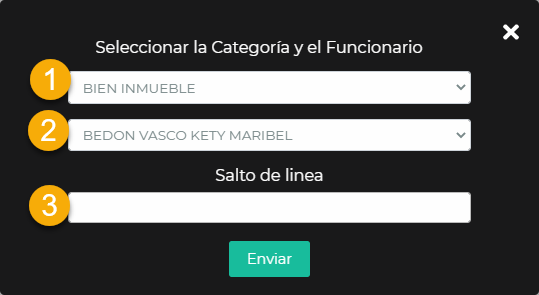 Seleccionar la Categoría y el Funcionario
1
BIEN INMUEBLE
2
BEDON VASCO KETY MARIBEL
Salto de linea
3
Enviar